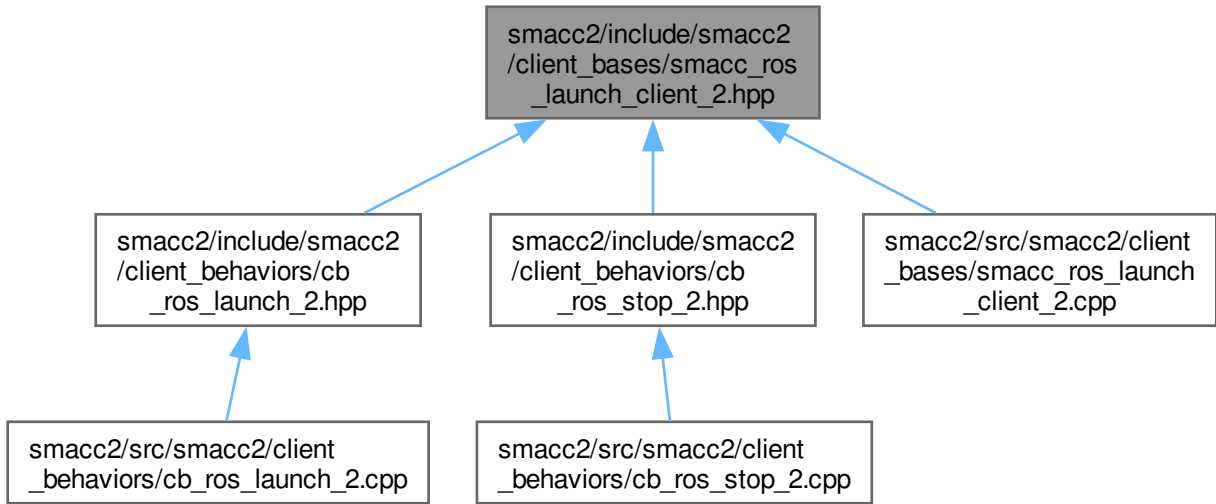 smacc2/include/smacc2
/client_bases/smacc_ros
_launch_client_2.hpp
smacc2/include/smacc2
/client_behaviors/cb
_ros_launch_2.hpp
smacc2/include/smacc2
/client_behaviors/cb
_ros_stop_2.hpp
smacc2/src/smacc2/client
_bases/smacc_ros_launch
_client_2.cpp
smacc2/src/smacc2/client
_behaviors/cb_ros_launch_2.cpp
smacc2/src/smacc2/client
_behaviors/cb_ros_stop_2.cpp